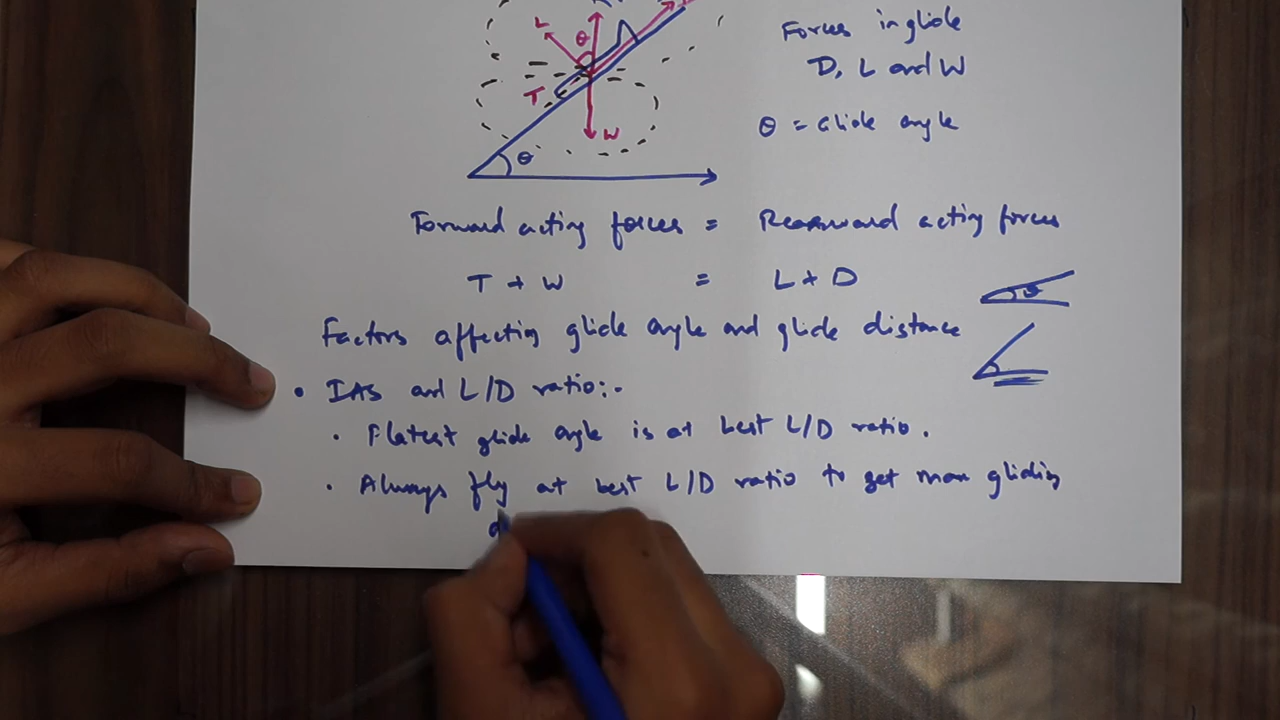 L
θ
T
W
θ
Forces in glide
D, L and W
θ = Glide angle
Forward acting forces = Rearward acting forces
T + W = L + D
θ
Factors affecting glide angle and glide distance
• IAS and L/D ratio:-
• Flatest glide angle is at best L/D ratio.
• Always fly at best L/D ratio to get max gliding
d